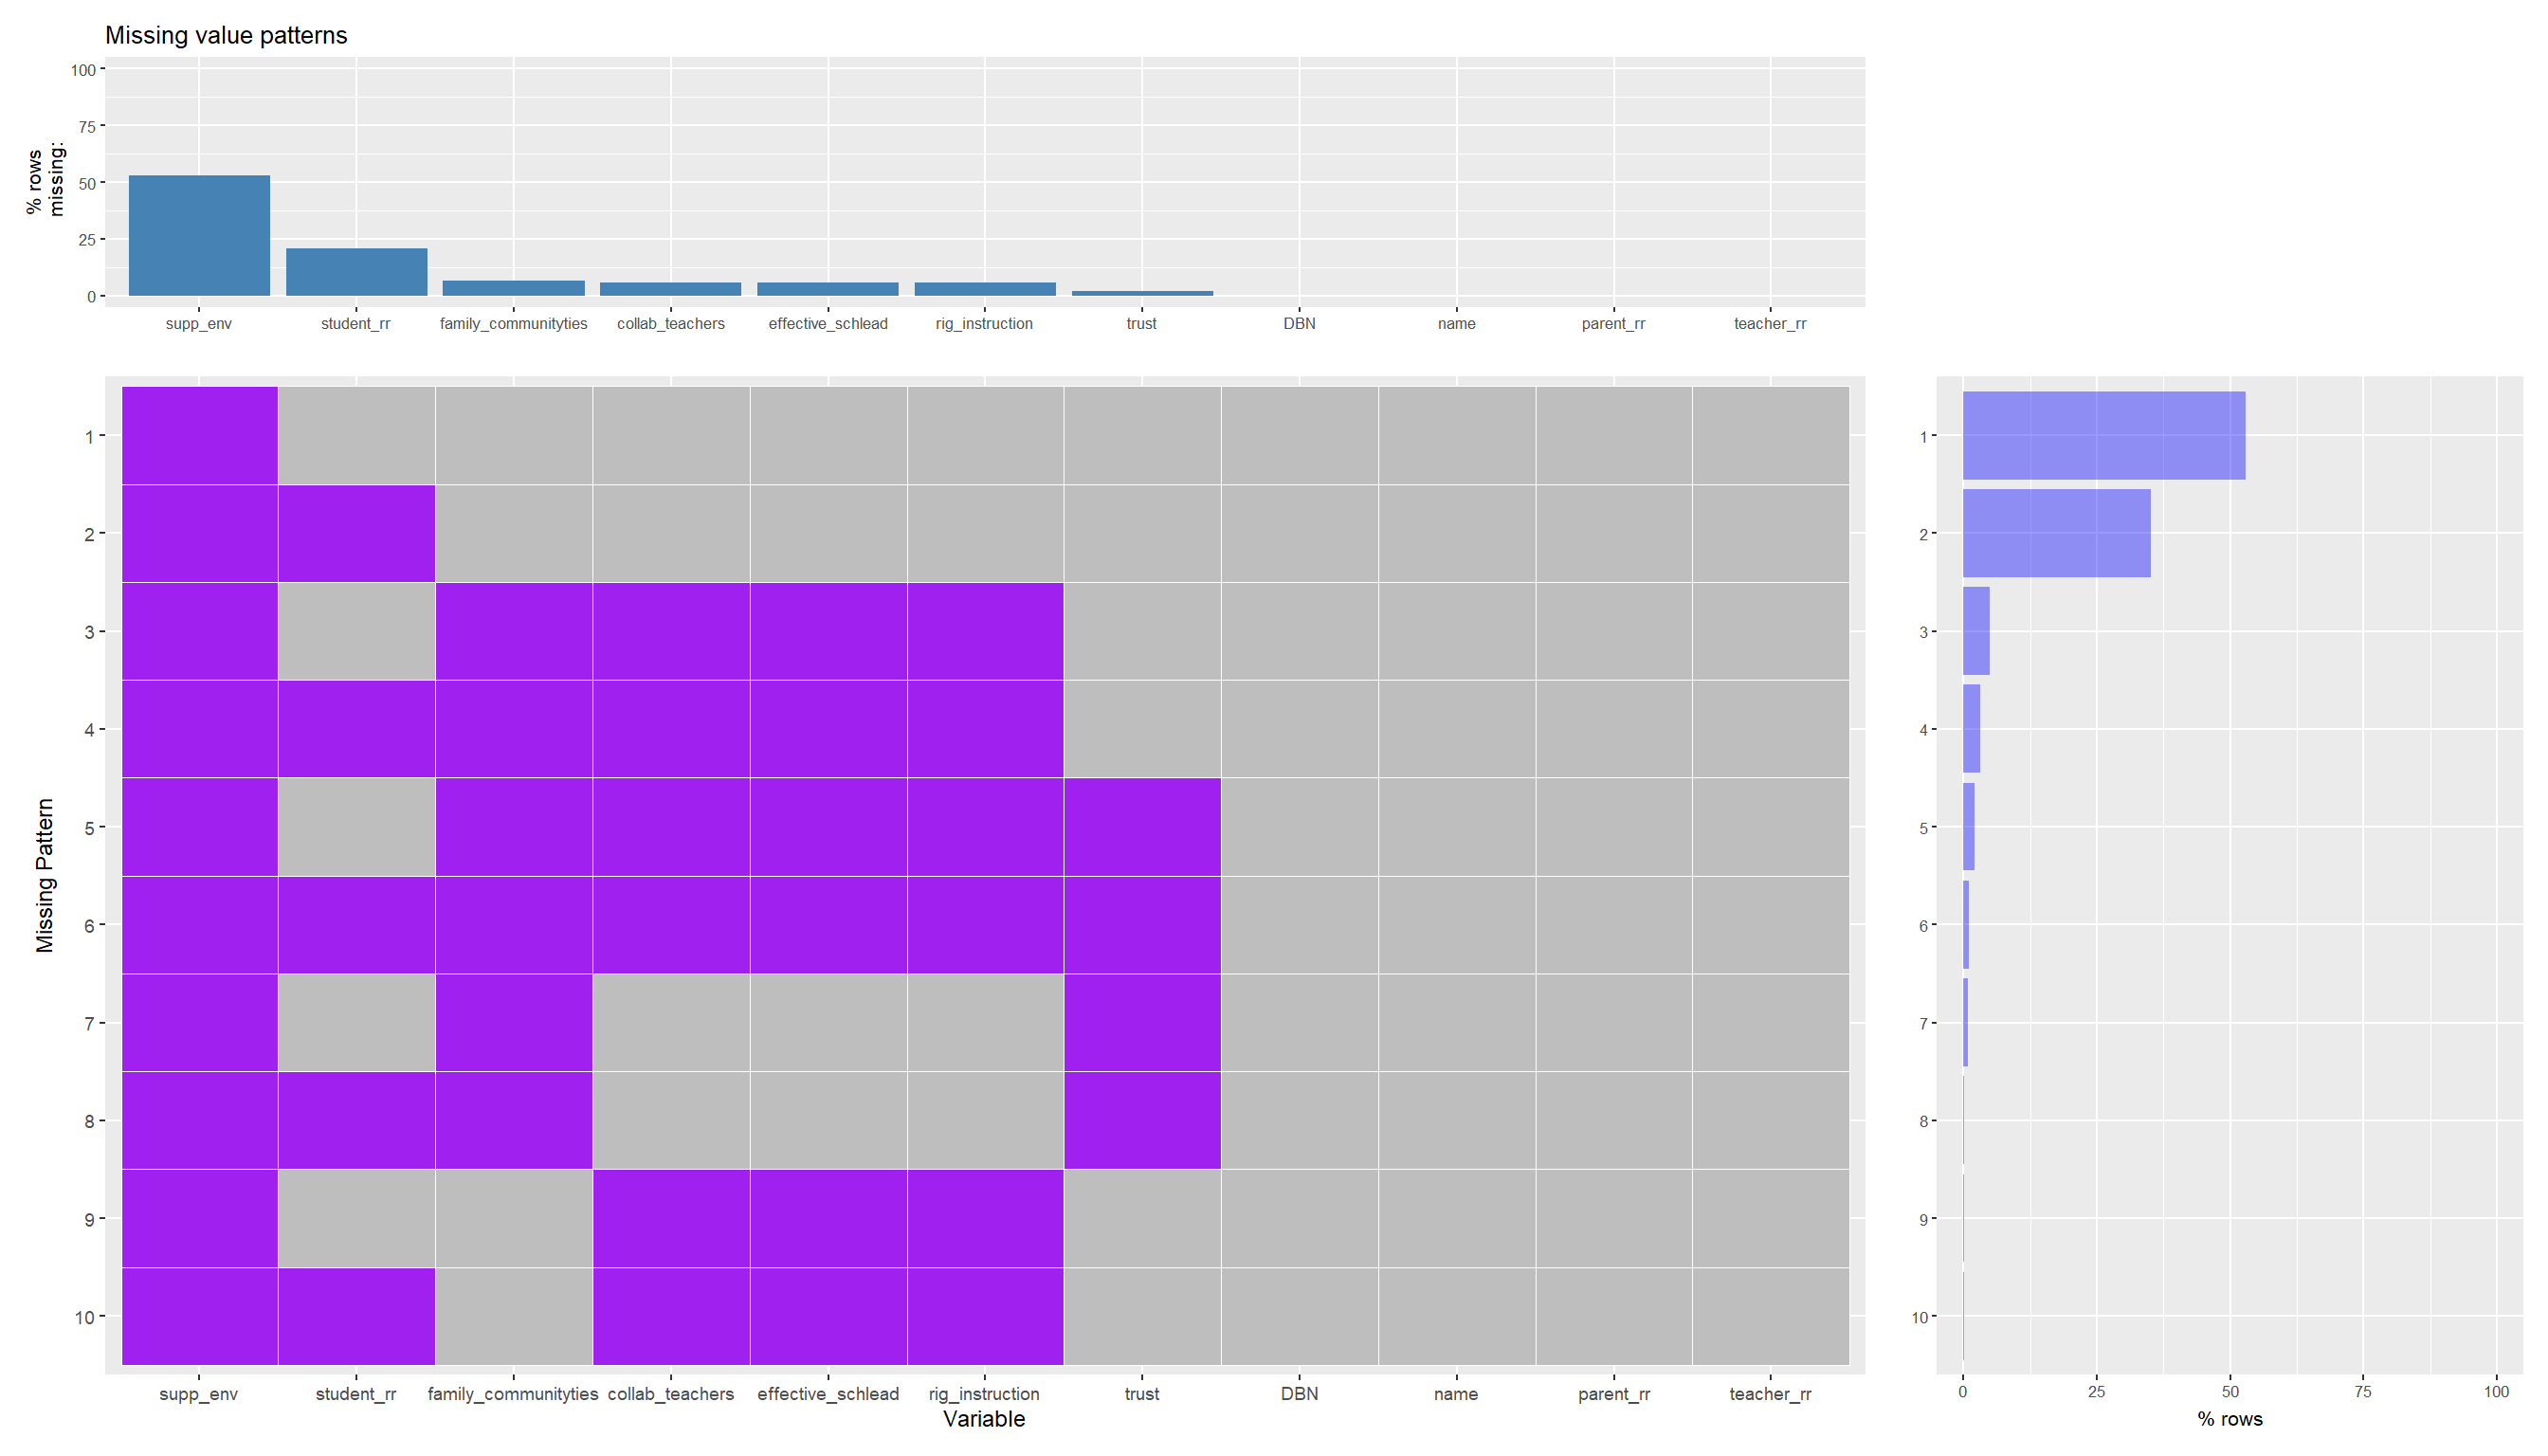 Missing value patterns
100
75
50
25
0
% rows
missing:
supp_env student_rr family_communityties collab_teachers effective_schlead rig_instruction trust DBN name parent_rr teacher_rr
Missing Pattern
1
2
3
4
5
6
7
8
9
10
supp_env student_rr family_communityties collab_teachers effective_schlead rig_instruction trust DBN name parent_rr teacher_rr
Variable
1
2
3
4
5
6
7
8
9
10
0 25 50 75 100
% rows